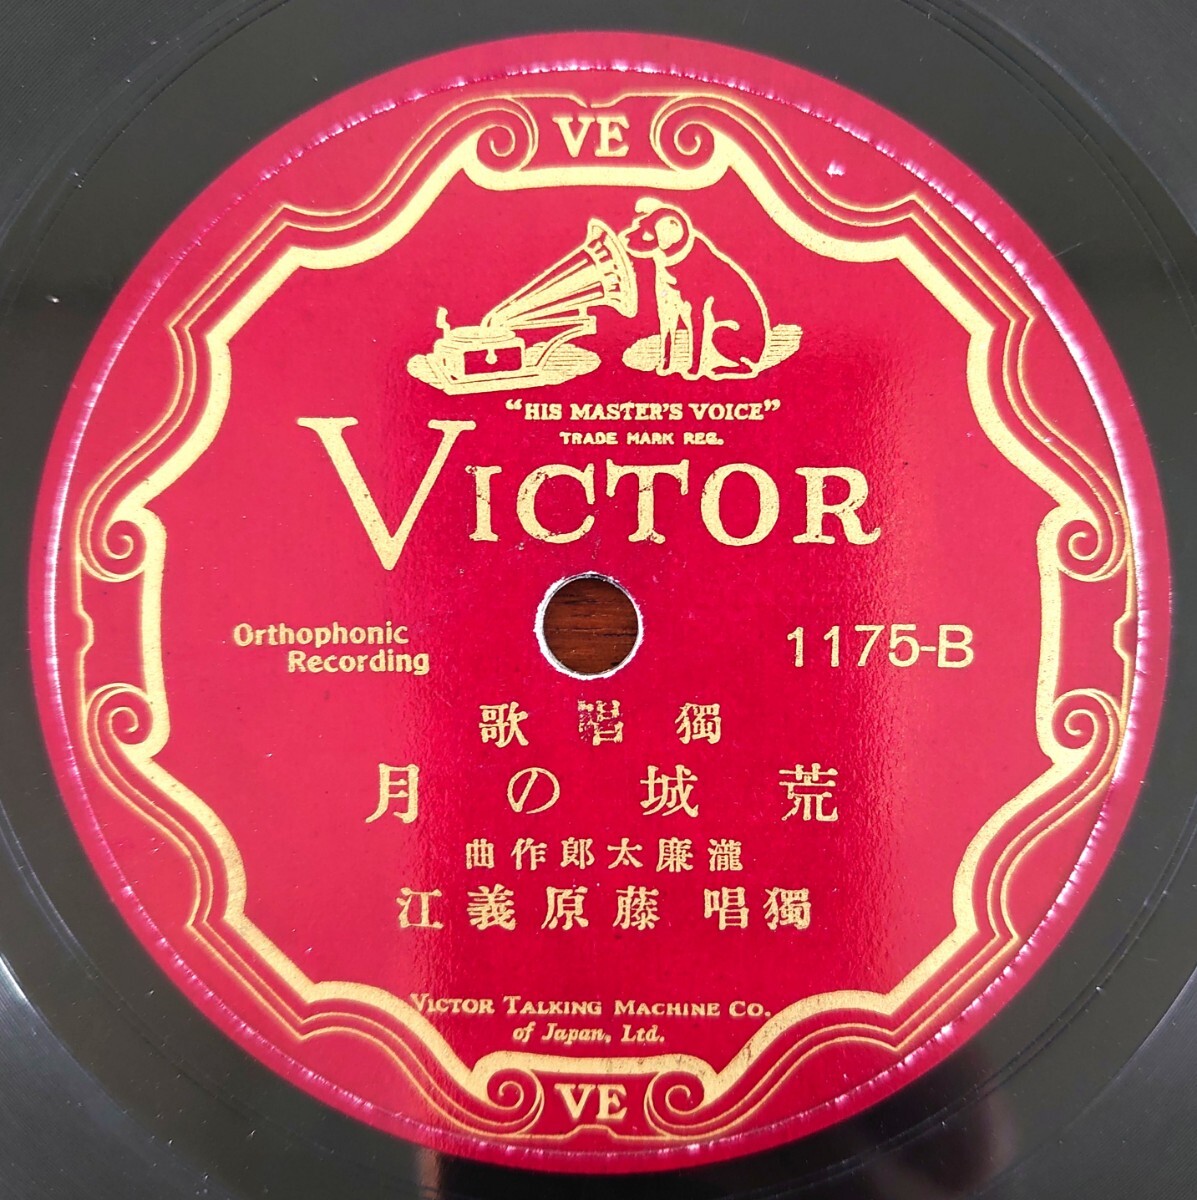 VE
"HIS MASTER'S VOICE"
TRADE MARK REG.
VICTOR
Orthophonic
Recording
1175-B
獨唱歌
荒城の月
瀧廉太郎作曲
獨唱 藤原義江
VICTOR TALKING MACHINE CO.
of Japan, Ltd.
VE